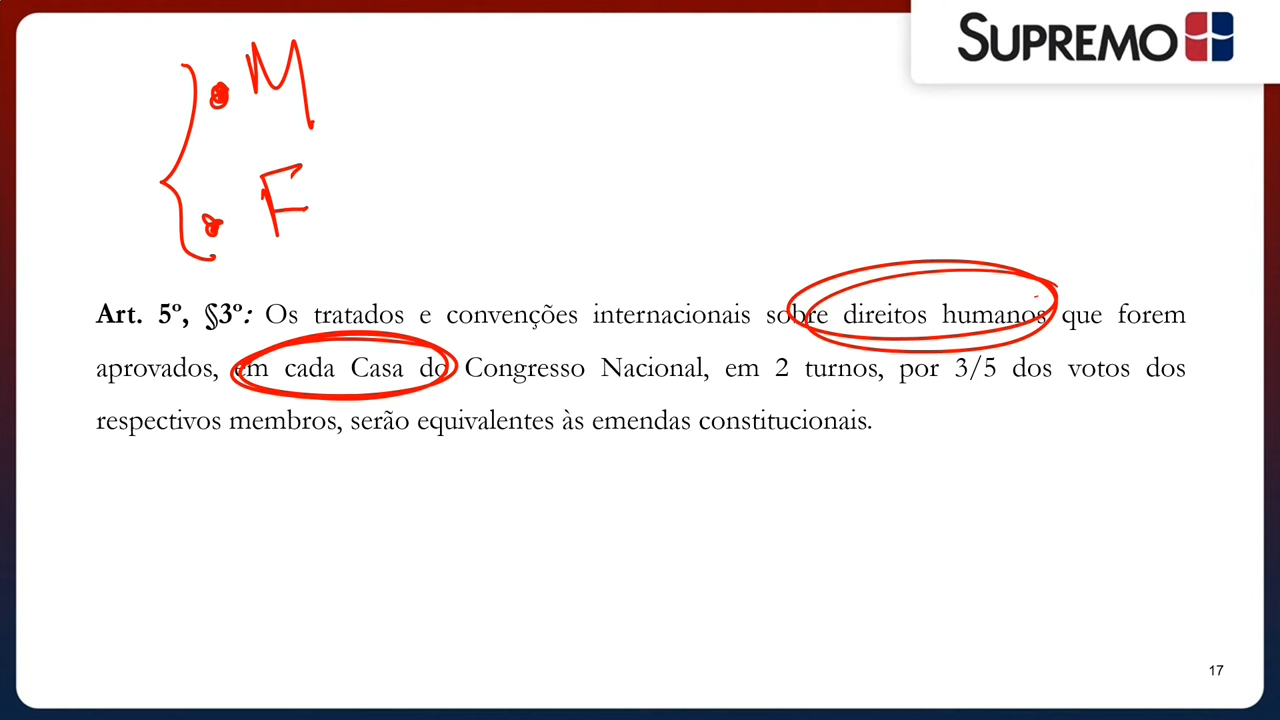 SUPREMO
M
F
Art. 5º, §3º: Os tratados e convenções internacionais sobre direitos humanos que forem
aprovados, em cada Casa do Congresso Nacional, em 2 turnos, por 3/5 dos votos dos
respectivos membros, serão equivalentes às emendas constitucionais.
17